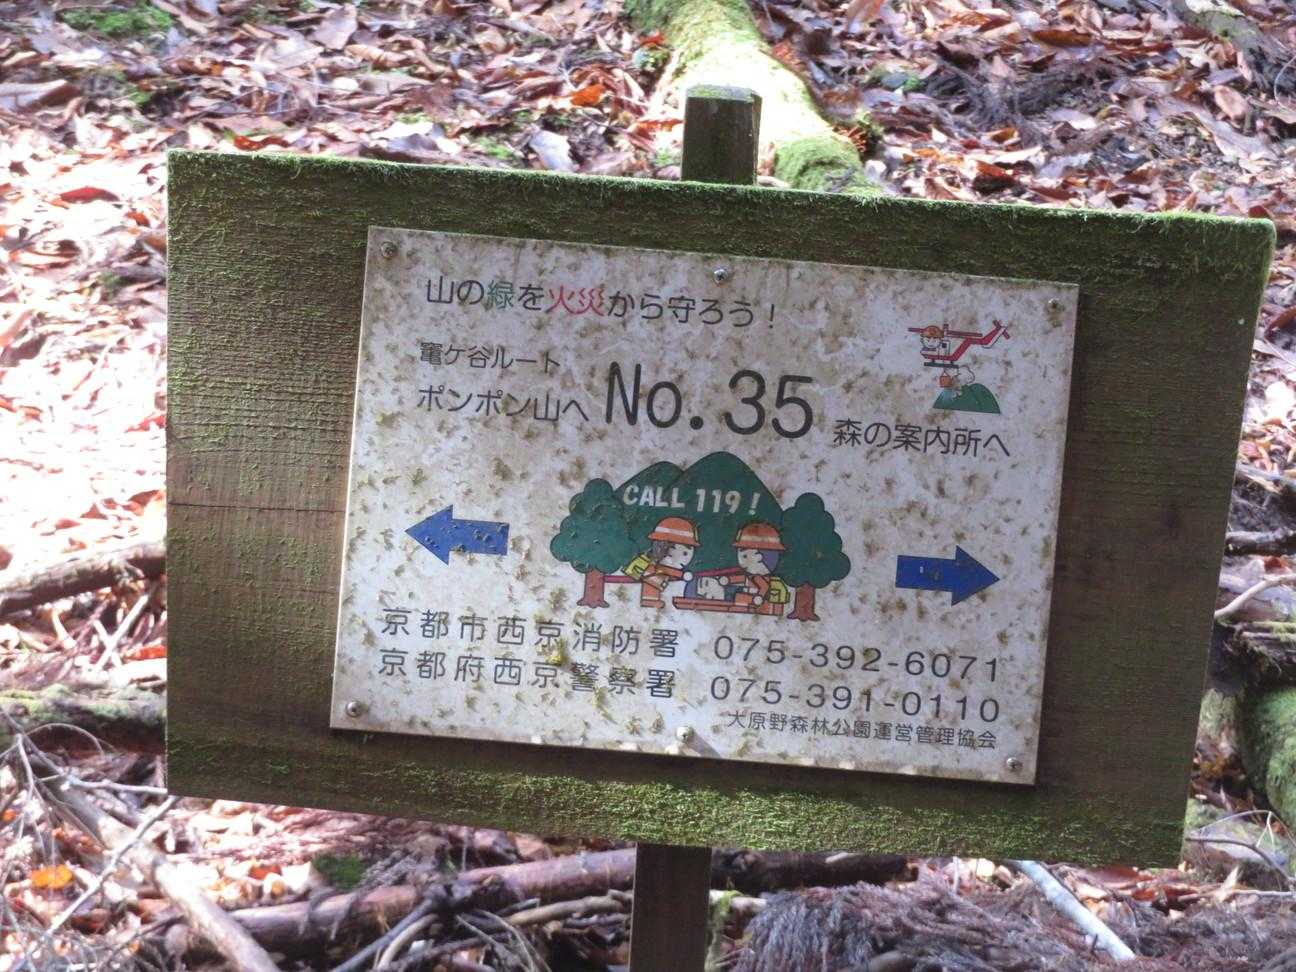 山の緑を火災から守ろう！
竃ケ谷ルート
ポンポン山へ No.35 森の案内所へ
CALL 119!
京都市西京消防署 075-392-6071
京都府西京警察署 075-391-0110
大原野森林公園運営管理協会